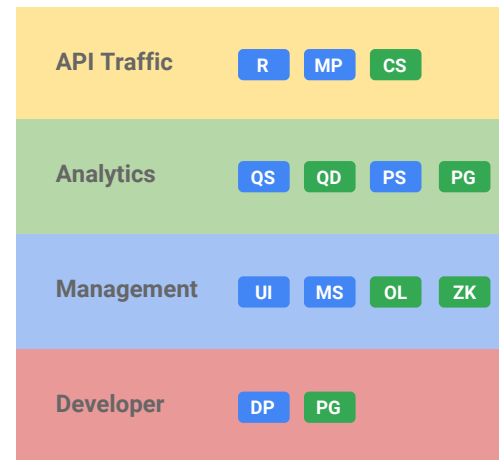 API Traffic R MP CS
Analytics QS QD PS PG
Management UI MS OL ZK
Developer DP PG